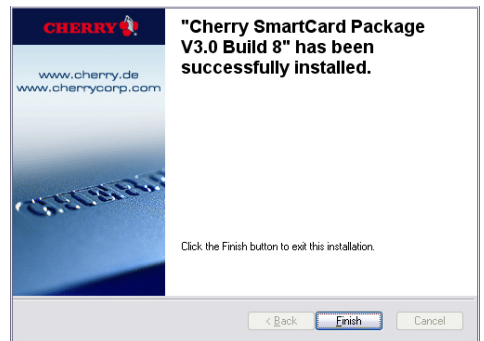 CHERRY
www.cherry.de
www.cherrycorp.com
"Cherry SmartCard Package
V3.0 Build 8" has been
successfully installed.
CHERRY
Click the Finish button to exit this installation.
< Back
Finish
Cancel